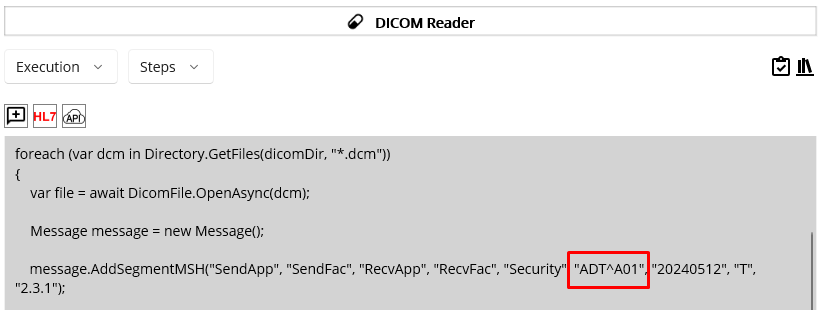 DICOM Reader
Execution Steps
HL7 API
foreach (var dcm in Directory.GetFiles(dicomDir, "*.dcm"))
{
var file = await DicomFile.OpenAsync(dcm);
Message message = new Message();
message.AddSegmentMSH("SendApp", "SendFac", "RecvApp", "RecvFac", "Security", "ADT^A01", "20240512", "T",
"2.3.1");